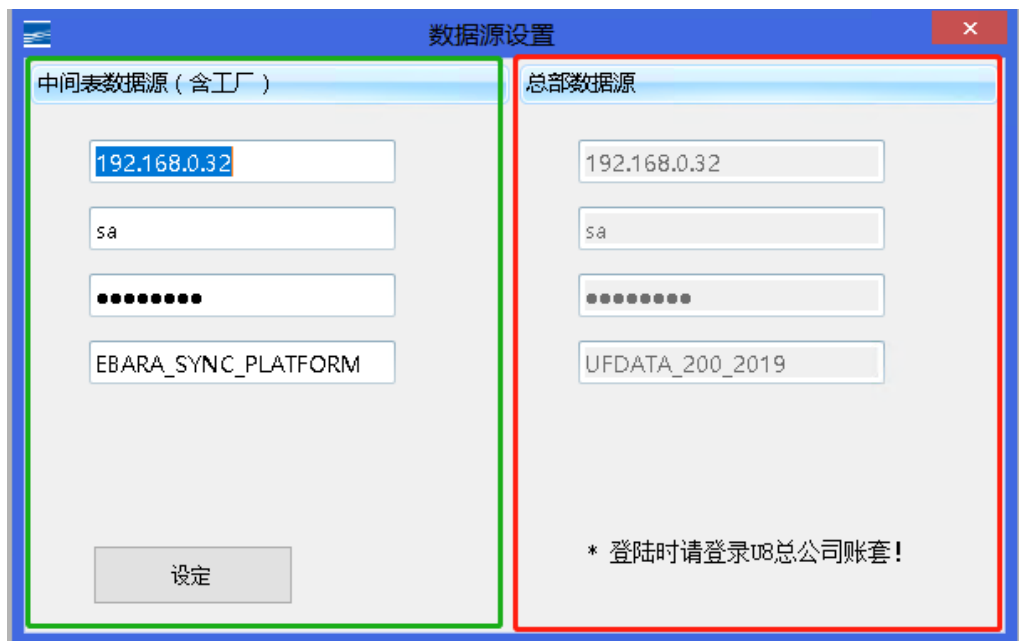 数据源设置
中间表数据源（含工厂）
192.168.0.32
sa
●●●●●●●●
EBARA_SYNC_PLATFORM
设定
总部数据源
192.168.0.32
sa
●●●●●●●●
UFDATA_200_2019
* 登陆时请登录U8总公司账套!